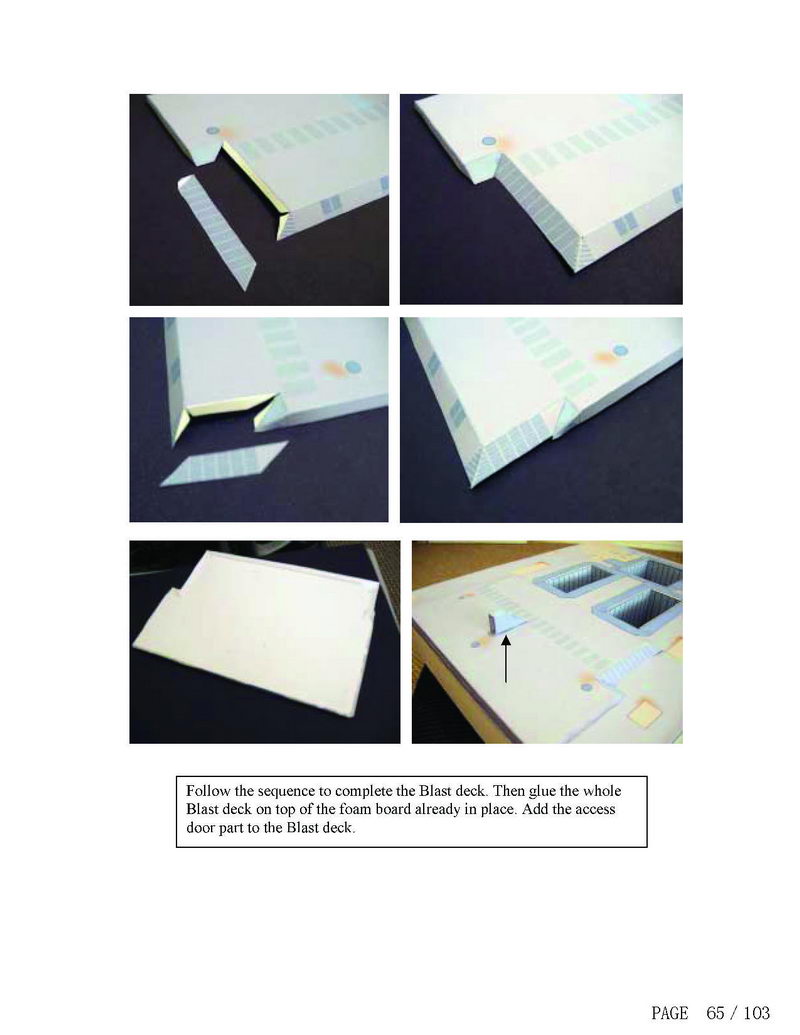 Follow the sequence to complete the Blast deck. Then glue the whole
Blast deck on top of the foam board already in place. Add the access
door part to the Blast deck.
PAGE 65 / 103